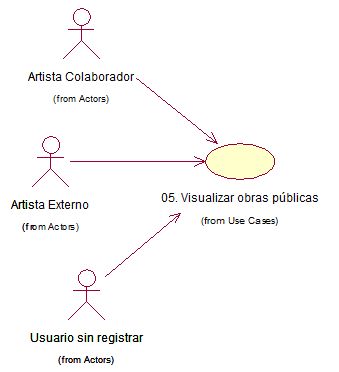 Artista Colaborador
(from Actors)
Artista Externo
(from Actors)
05. Visualizar obras públicas
(from Use Cases)
Usuario sin registrar
(from Actors)